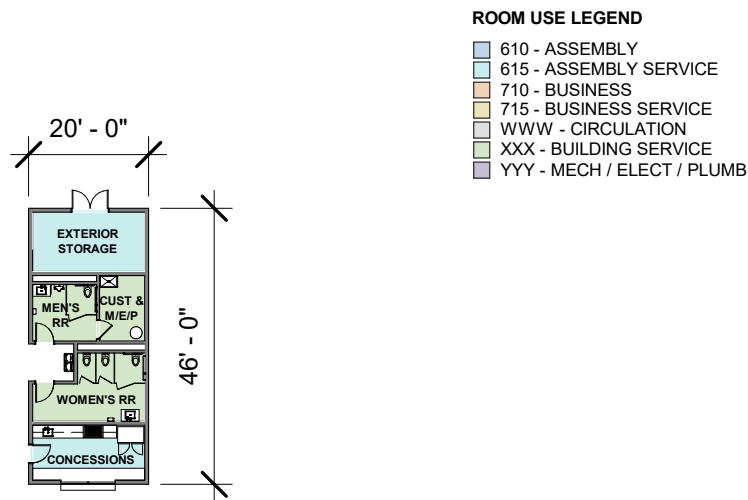 ROOM USE LEGEND
610 - ASSEMBLY
615 - ASSEMBLY SERVICE
710 - BUSINESS
715 - BUSINESS SERVICE
WWW - CIRCULATION
XXX - BUILDING SERVICE
YYY - MECH / ELECT / PLUMB
20' - 0"
EXTERIOR
STORAGE
MEN'S
RR
CUST &
M/E/P
46' - 0"
WOMEN'S RR
CONCESSIONS